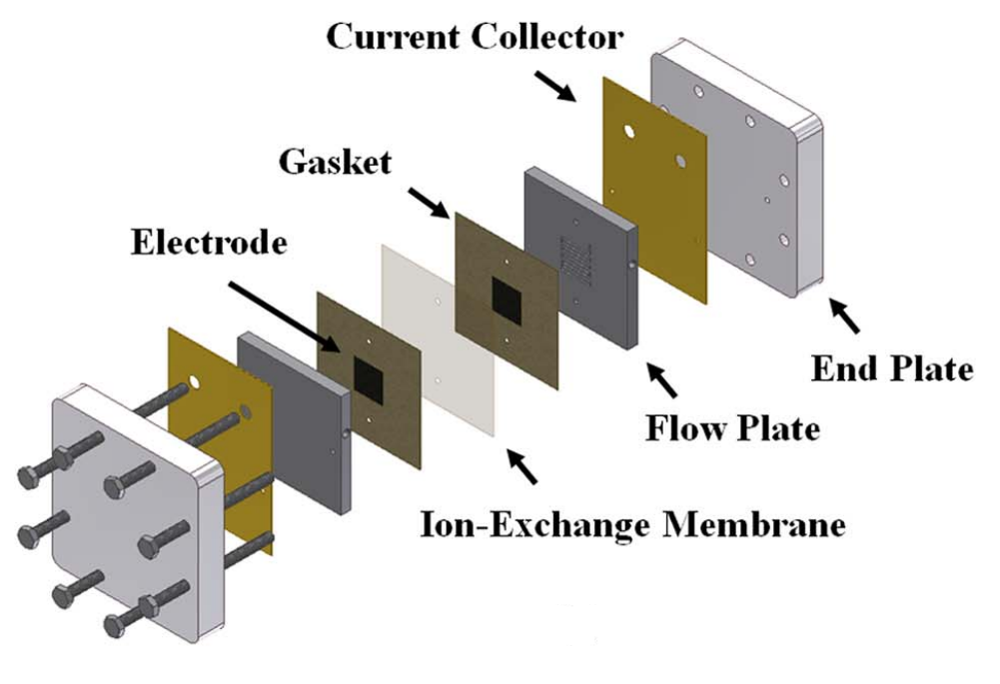 Current Collector
Gasket
Electrode
End Plate
Flow Plate
Ion-Exchange Membrane